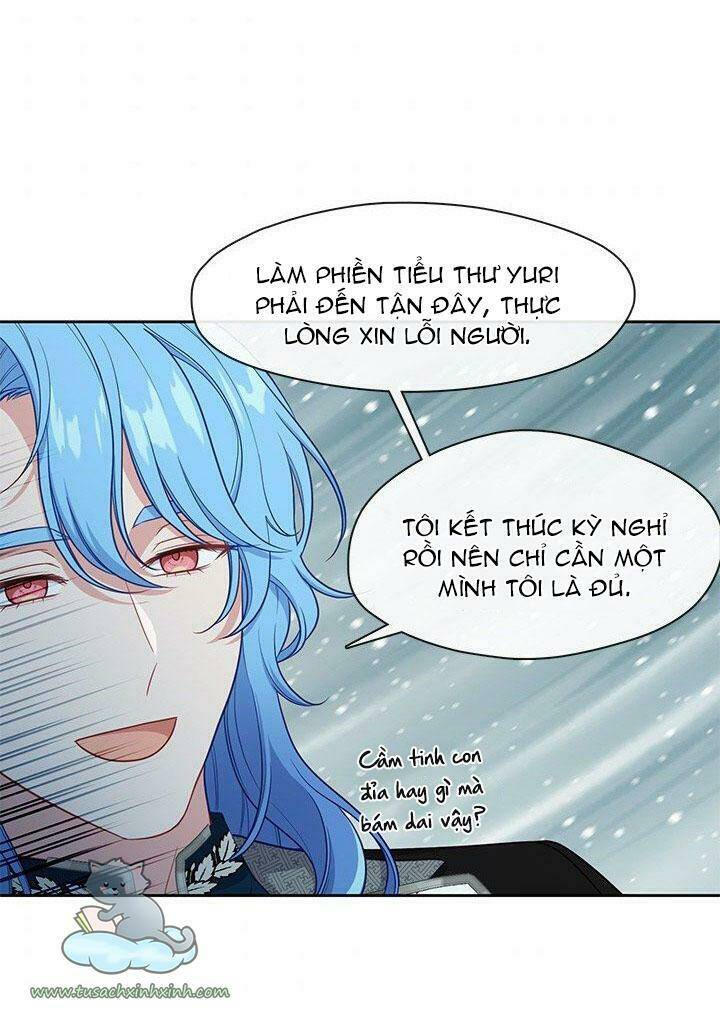 LÀM PHIỀN TIỂU THƯ YURI
PHẢI ĐẾN TẬN ĐÂY, THỰC
LÒNG XIN LỖI NGƯỜI.
TÔI KẾT THÚC KỲ NGHỈ
RỒI NÊN CHỈ CẦN MỘT
MÌNH TÔI LÀ ĐỦ.
Cầm tinh con
đỉa hay gì mà
bám dai vậy?
www.tusachxinhxinh.com